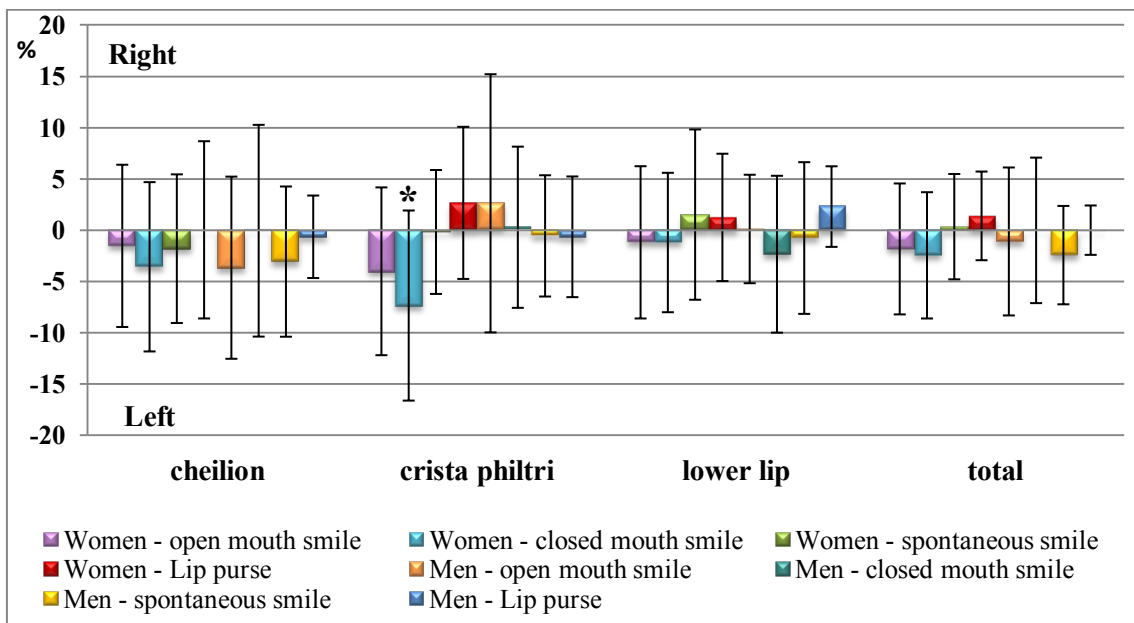 20
%
Right
15
10
5
*
0
-5
-10
-15
Left
-20
cheilion crista philtri lower lip total
Women - open mouth smile Women - closed mouth smile Women - spontaneous smile
Women - Lip purse Men - open mouth smile Men - closed mouth smile
Men - spontaneous smile Men - Lip purse